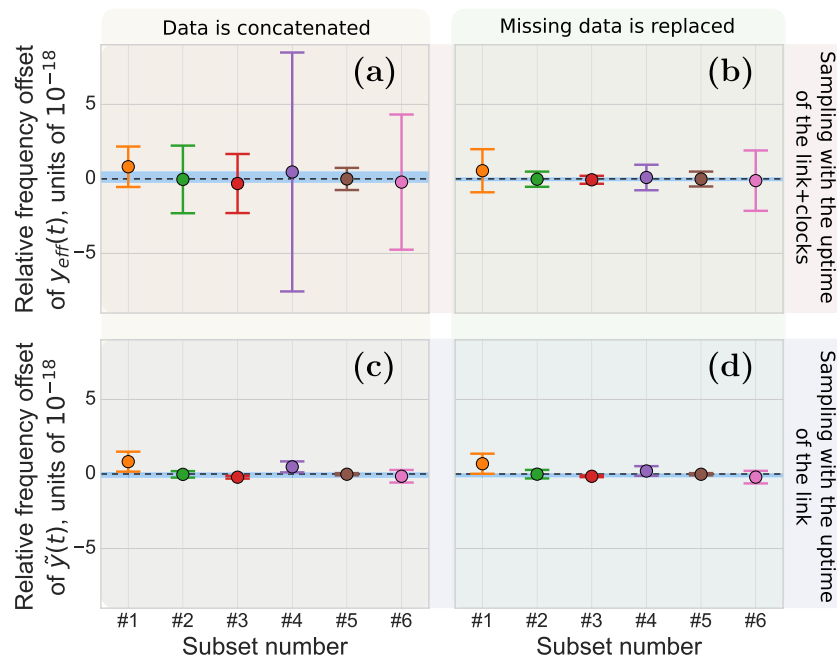 Data is concatenated
Missing data is replaced
Relative frequency offset
of y_eff(t), units of 10^−18
5
0
−5
(a)
(b)
Sampling with the uptime
of the link+clocks
Relative frequency offset
of ỹ(t), units of 10^−18
5
0
−5
(c)
(d)
Sampling with the uptime
of the link
#1 #2 #3 #4 #5 #6
#1 #2 #3 #4 #5 #6
Subset number
Subset number